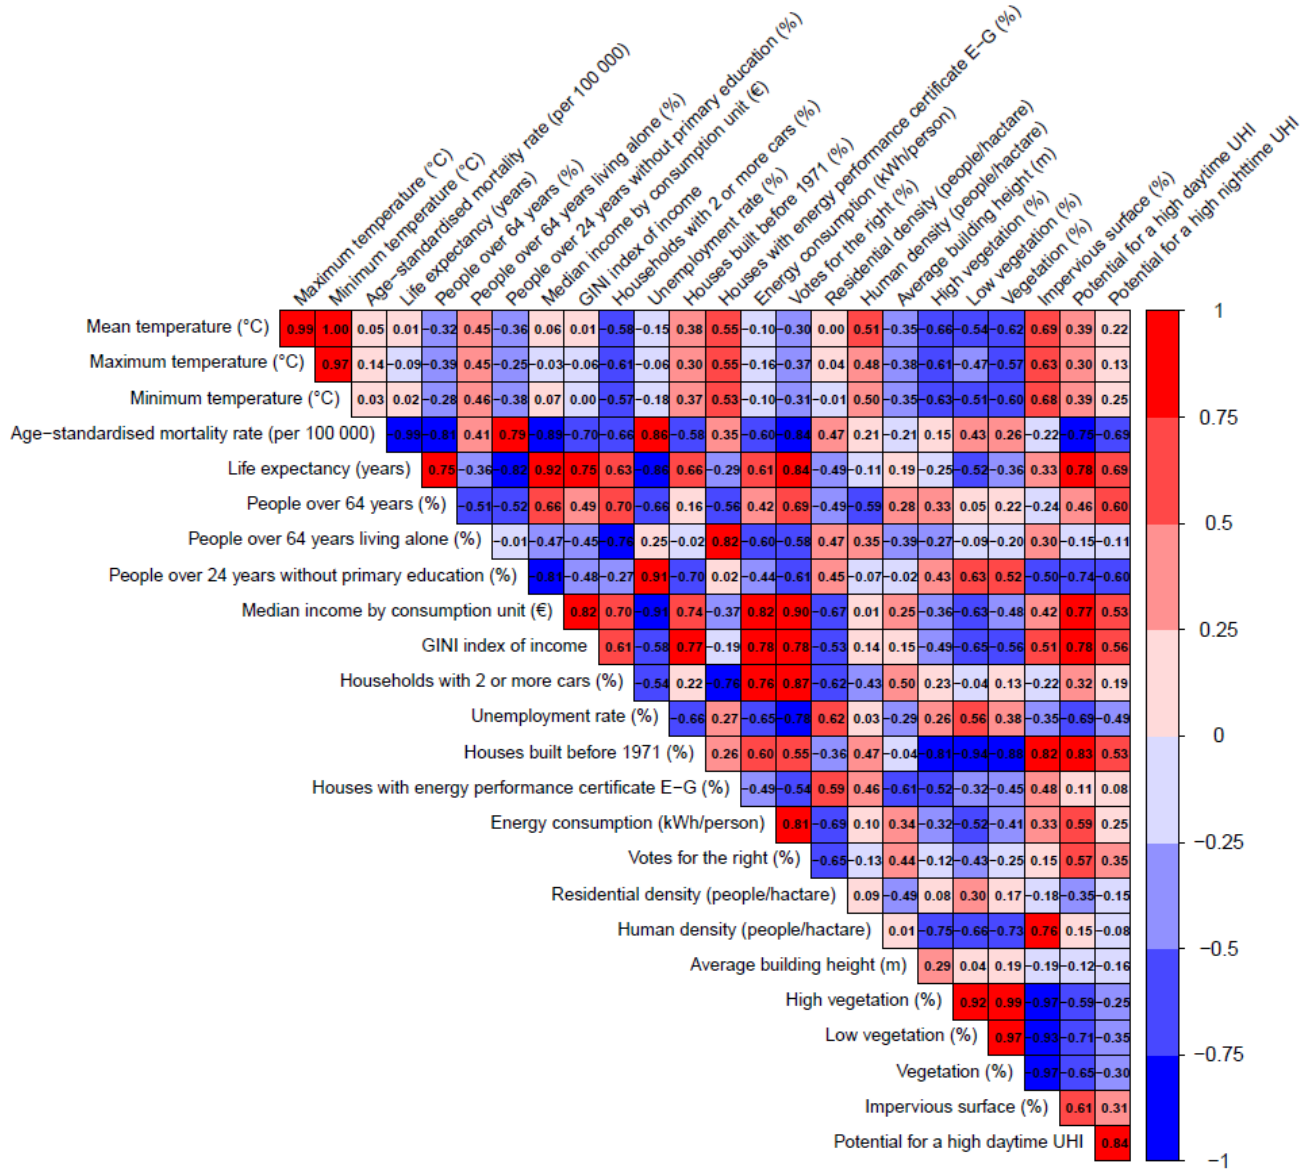 Maximum temperature (°C)
Minimum temperature (°C)
Age−standardised mortality rate (per 100 000)
Life expectancy (years)
People over 64 years (%)
People over 64 years living alone (%)
People over 24 years without primary education (%)
Median income by consumption unit (€)
GINI index of income
Households with 2 or more cars (%)
Unemployment rate (%)
Houses built before 1971 (%)
Houses with energy performance certificate E−G (%)
Energy consumption (kWh/person)
Votes for the right (%)
Residential density (people/hactare)
Human density (people/hactare)
Average building height (m)
High vegetation (%)
Low vegetation (%)
Vegetation (%)
Impervious surface (%)
Potential for a high daytime UHI
Potential for a high nighttime UHI
Mean temperature (°C) 0.99 1.00 0.05 0.01 −0.32 0.45 −0.36 0.06 0.01 −0.58 −0.15 0.38 0.55 −0.10 −0.30 0.00 0.51 −0.35 −0.66 −0.54 −0.62 0.69 0.39 0.22
Maximum temperature (°C) 0.97 0.14 −0.09 −0.39 0.45 −0.25 −0.03 −0.06 −0.61 −0.06 0.30 0.55 −0.16 −0.37 0.04 0.48 −0.38 −0.61 −0.47 −0.57 0.63 0.30 0.13
Minimum temperature (°C) 0.03 0.02 −0.28 0.46 −0.38 0.07 0.00 −0.57 −0.18 0.37 0.53 −0.10 −0.31 −0.01 0.50 −0.35 −0.63 −0.51 −0.60 0.68 0.39 0.25
Age−standardised mortality rate (per 100 000) −0.99 −0.81 0.41 0.79 −0.89 −0.70 −0.66 0.86 −0.58 0.35 −0.60 −0.84 0.47 0.21 −0.21 0.15 0.43 0.26 −0.22 −0.75 −0.69
Life expectancy (years) 0.75 −0.36 −0.82 0.92 0.75 0.63 −0.86 0.66 −0.29 0.61 0.84 −0.49 −0.11 0.19 −0.25 −0.52 −0.36 0.33 0.78 0.69
People over 64 years (%) −0.51 −0.52 0.66 0.49 0.70 −0.66 0.16 −0.56 0.42 0.69 −0.49 −0.59 0.28 0.33 0.05 0.22 −0.24 0.46 0.60
People over 64 years living alone (%) −0.01 −0.47 −0.45 −0.76 0.25 −0.02 0.82 −0.60 −0.58 0.47 0.35 −0.39 −0.27 −0.09 −0.20 0.30 −0.15 −0.11
People over 24 years without primary education (%) −0.81 −0.48 −0.27 0.91 −0.70 0.02 −0.44 −0.61 0.45 −0.07 −0.02 0.43 0.63 0.52 −0.50 −0.74 −0.60
Median income by consumption unit (€) 0.82 0.70 −0.91 0.74 −0.37 0.82 0.90 −0.67 0.01 0.25 −0.36 −0.63 −0.48 0.42 0.77 0.53
GINI index of income 0.61 −0.58 0.77 −0.19 0.78 0.78 −0.53 0.14 0.15 −0.49 −0.65 −0.56 0.51 0.78 0.56
Households with 2 or more cars (%) −0.54 0.22 −0.76 0.76 0.87 −0.62 −0.43 0.50 0.23 −0.04 0.13 −0.22 0.32 0.19
Unemployment rate (%) −0.66 0.27 −0.65 −0.78 0.62 0.03 −0.29 0.26 0.56 0.38 −0.35 −0.69 −0.49
Houses built before 1971 (%) 0.26 0.60 0.55 −0.36 0.47 −0.04 −0.81 −0.94 −0.88 0.82 0.83 0.53
Houses with energy performance certificate E−G (%) −0.49 −0.54 0.59 0.46 −0.61 −0.52 −0.32 −0.45 0.48 0.11 0.08
Energy consumption (kWh/person) 0.81 −0.69 0.10 0.34 −0.32 −0.52 −0.41 0.33 0.59 0.25
Votes for the right (%) −0.65 −0.13 0.44 −0.12 −0.43 −0.25 0.15 0.57 0.35
Residential density (people/hactare) 0.09 −0.49 0.08 0.30 0.17 −0.18 −0.35 −0.15
Human density (people/hactare) 0.01 −0.75 −0.66 −0.73 0.76 0.15 −0.08
Average building height (m) 0.29 0.04 0.19 −0.19 −0.12 −0.16
High vegetation (%) 0.92 0.99 −0.97 −0.59 −0.25
Low vegetation (%) 0.97 −0.93 −0.71 −0.35
Vegetation (%) −0.97 −0.65 −0.30
Impervious surface (%) 0.61 0.31
Potential for a high daytime UHI 0.84
1
0.75
0.5
0.25
0
−0.25
−0.5
−0.75
−1